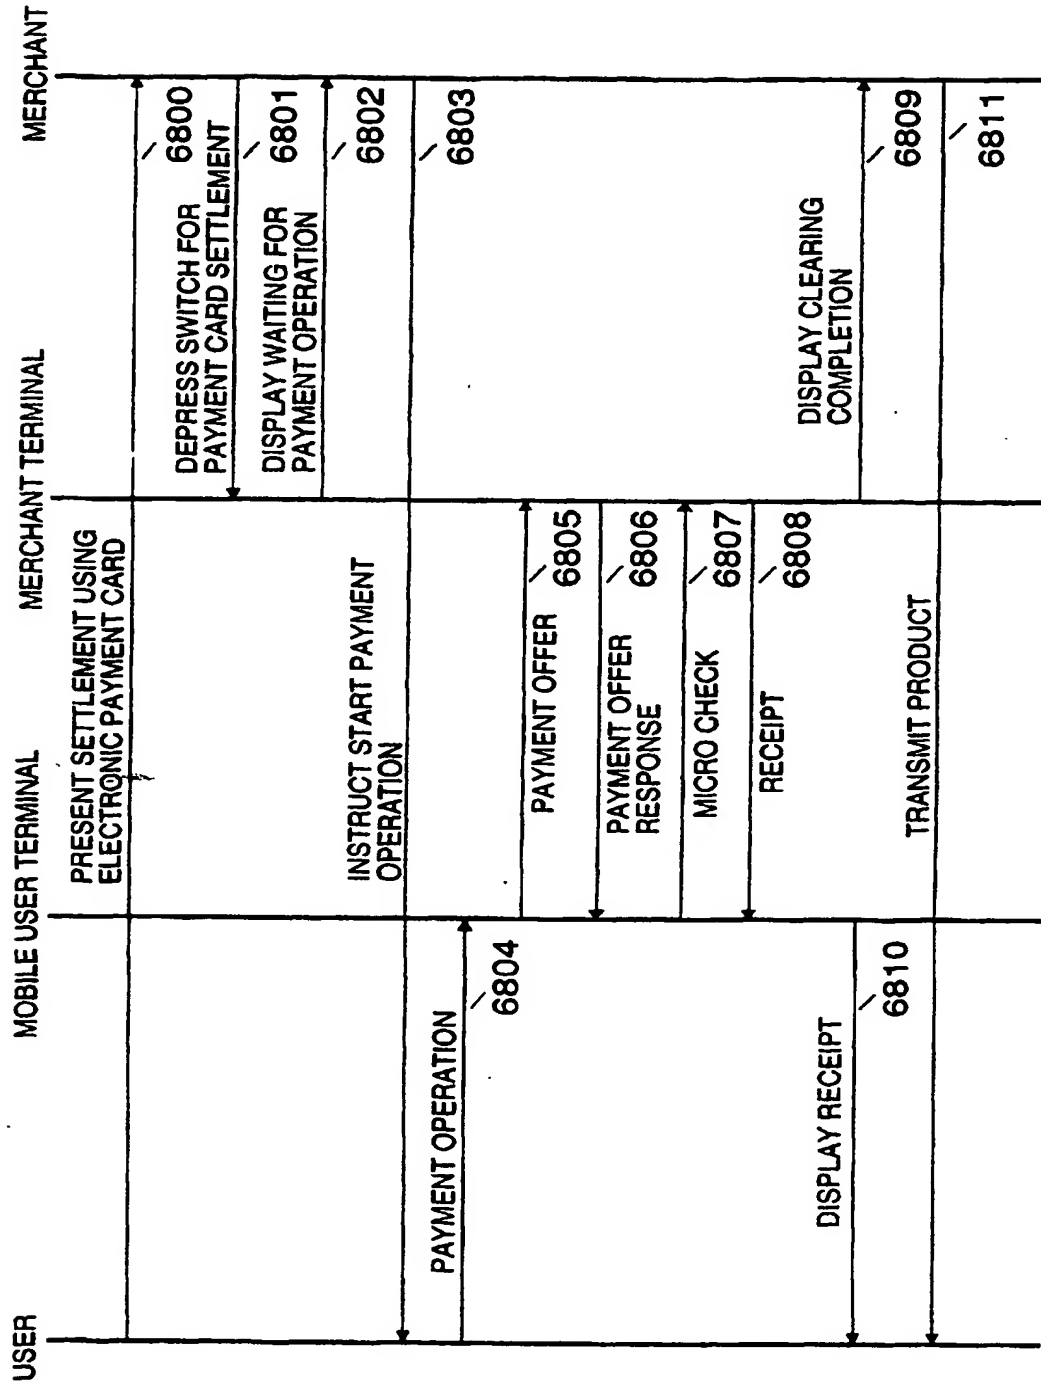 USER
MOBILE USER TERMINAL
MERCHANT TERMINAL
MERCHANT
PRESENT SETTLEMENT USING
ELECTRONIC PAYMENT CARD
6800
DEPRESS SWITCH FOR
PAYMENT CARD SETTLEMENT
6801
DISPLAY WAITING FOR
PAYMENT OPERATION
6802
INSTRUCT START PAYMENT
OPERATION
6803
PAYMENT OPERATION
6804
PAYMENT OFFER
6805
PAYMENT OFFER
RESPONSE
6806
MICRO CHECK
6807
RECEIPT
6808
DISPLAY CLEARING
COMPLETION
6809
DISPLAY RECEIPT
6810
TRANSMIT PRODUCT
6811